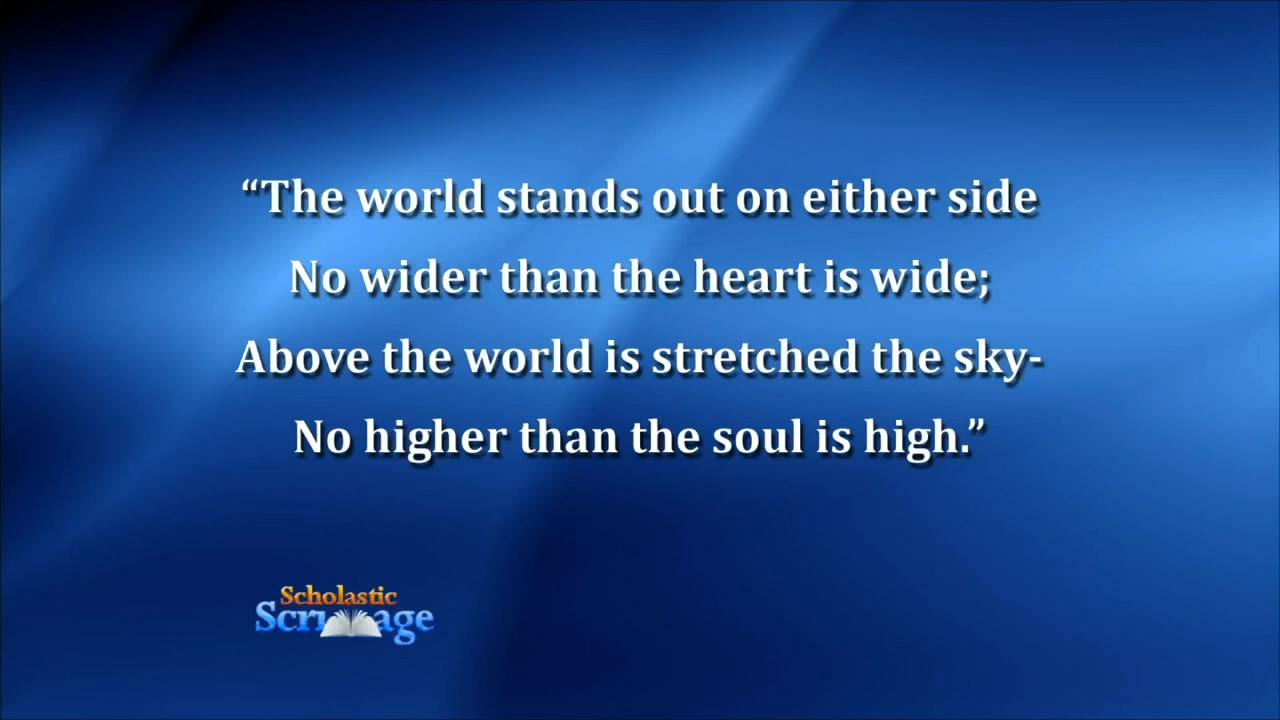 “The world stands out on either side
No wider than the heart is wide;
Above the world is stretched the sky-
No higher than the soul is high.”
Scholastic